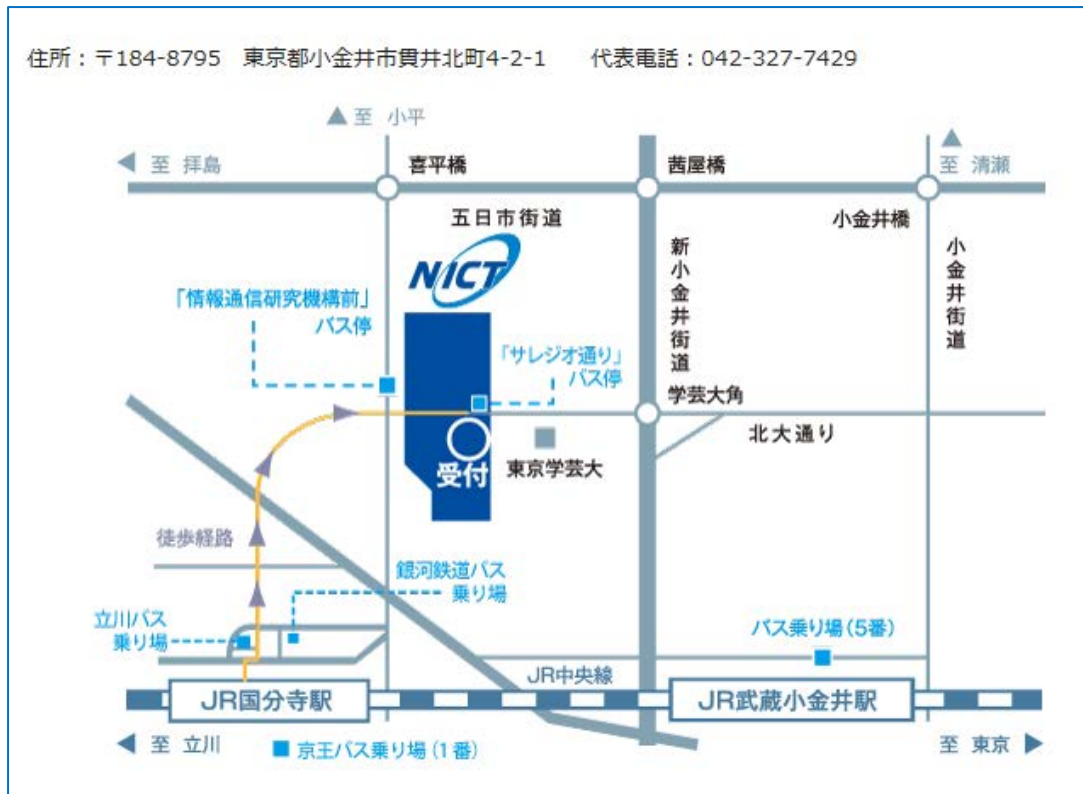 住所：〒184-8795　東京都小金井市貫井北町4-2-1　　代表電話：042-327-7429
▲ 至 小平
◀ 至 拝島
喜平橋
茜屋橋
▲
至 清瀬
五日市街道
小金井橋
NICT
新小金井街道
小金井街道
「情報通信研究機構前」
バス停
「サレジオ通り」
バス停
学芸大角
北大通り
受付
東京学芸大
徒歩経路
銀河鉄道バス
乗り場
立川バス
乗り場
バス乗り場（5番）
JR中央線
JR国分寺駅
JR武蔵小金井駅
◀ 至 立川
■ 京王バス乗り場（1番）
至 東京 ▶